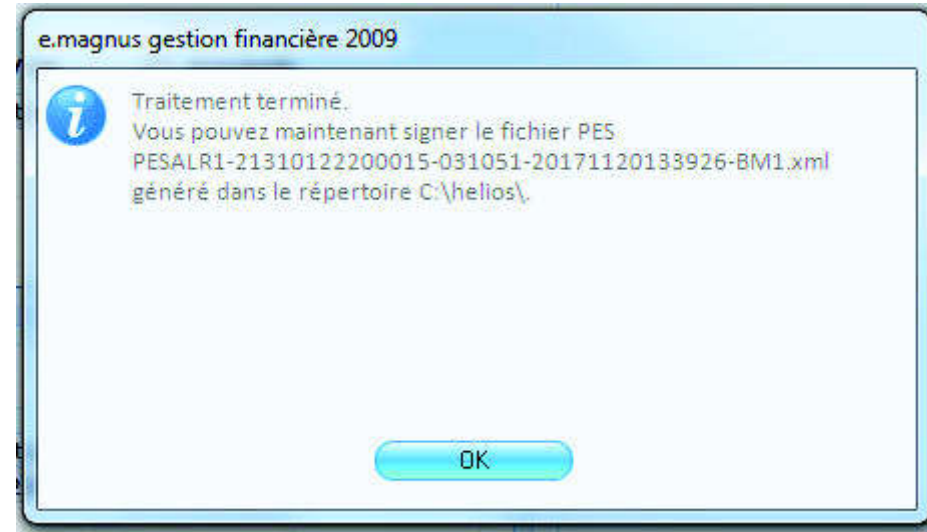 e.magnus gestion financière 2009
Traitement terminé.
Vous pouvez maintenant signer le fichier PES
PESALR1-21310122200015-031051-20171120133926-BM1.xml
généré dans le répertoire C:\helios\.
OK